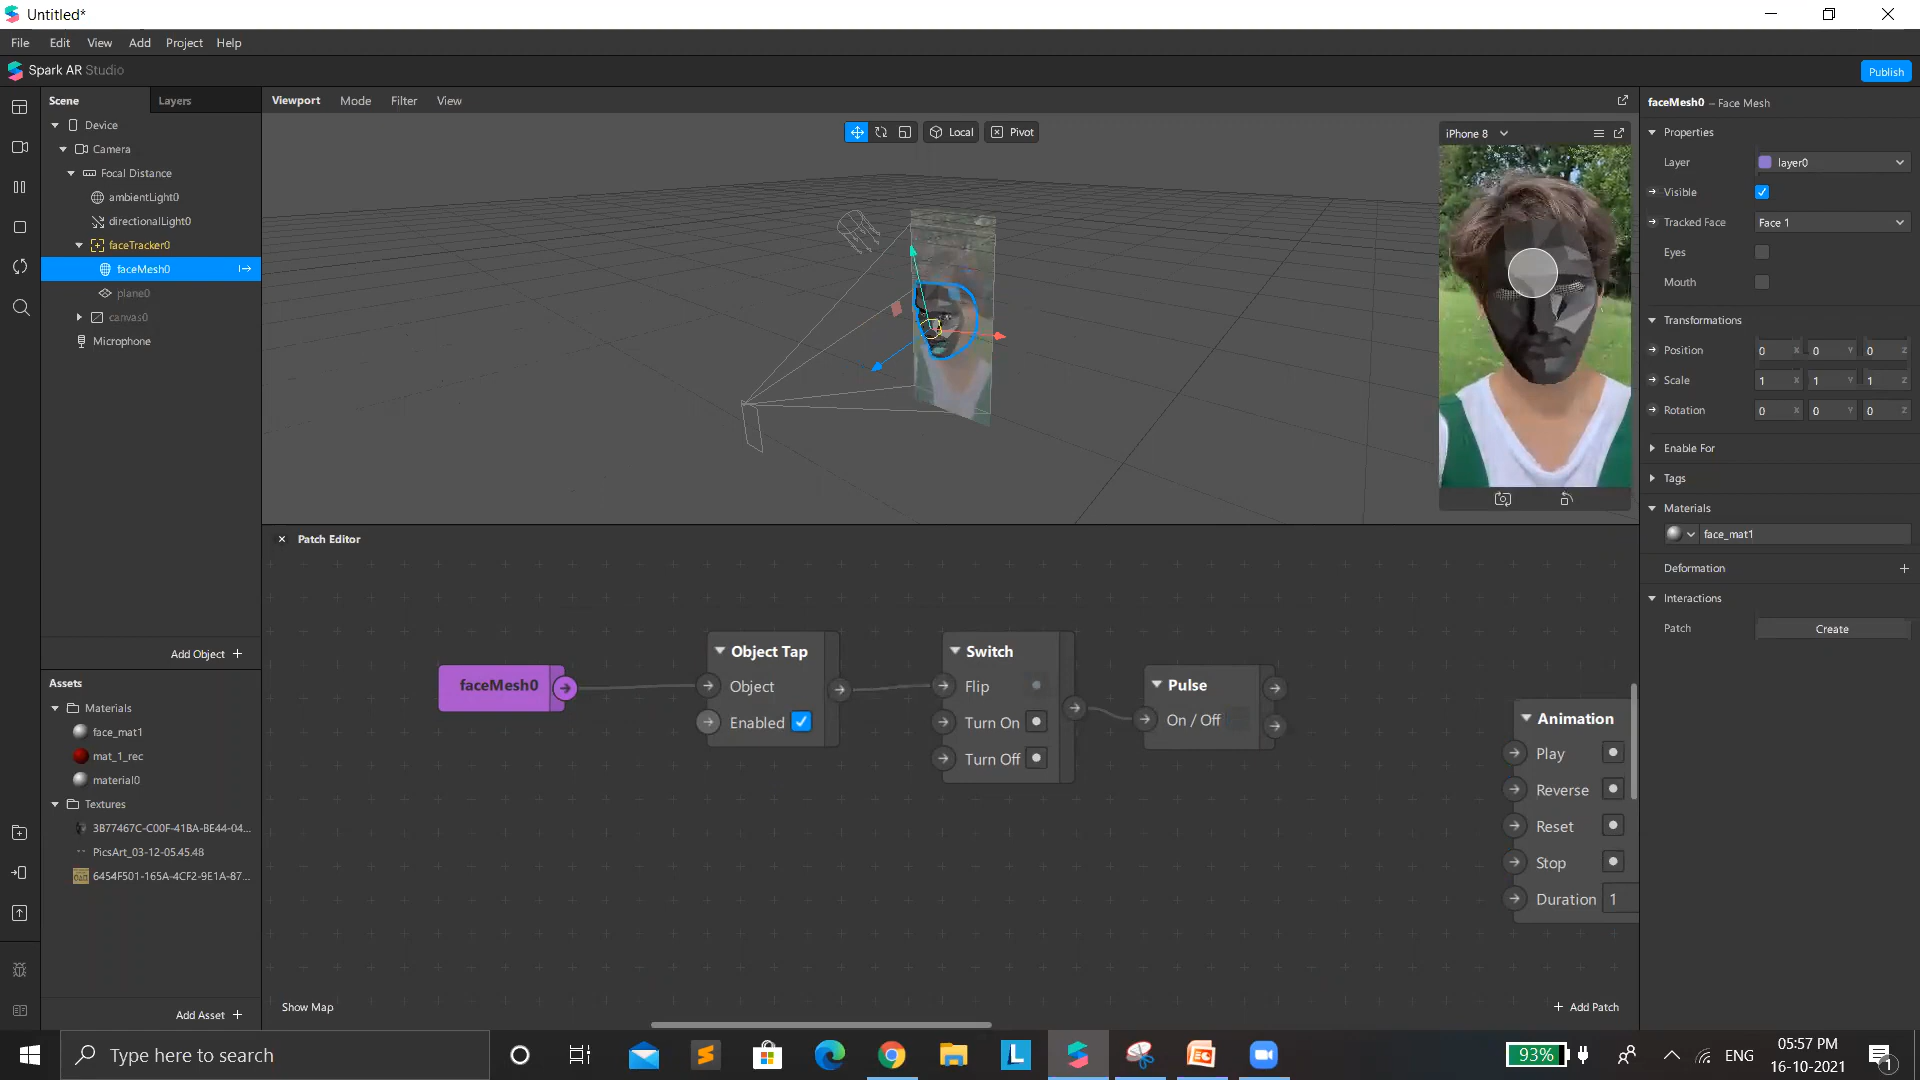 Untitled*
File Edit View Add Project Help
Spark AR Studio
Publish
Scene Layers
Device
Camera
Focal Distance
ambientLight0
directionalLight0
faceTracker0
faceMesh0
plane0
canvas0
Microphone
Add Object +
Assets
Materials
face_mat1
mat_1_rec
material0
Textures
3B77467C-C00F-41BA-BE44-04...
PicsArt_03-12-05.45.48
6454F501-165A-4CF2-9E1A-87...
Add Asset +
Viewport Mode Filter View
Local Pivot
iPhone 8
Patch Editor
faceMesh0
Object Tap
Object
Enabled
Switch
Flip
Turn On
Turn Off
Pulse
On / Off
Animation
Play
Reverse
Reset
Stop
Duration 1
Show Map
+ Add Patch
faceMesh0 – Face Mesh
Properties
Layer layer0
Visible
Tracked Face Face 1
Eyes
Mouth
Transformations
Position 0 X 0 Y 0 Z
Scale 1 X 1 Y 1 Z
Rotation 0 X 0 Y 0 Z
Enable For
Tags
Materials
face_mat1
Deformation +
Interactions
Patch Create
Type here to search
L
93%
ENG
05:57 PM
16-10-2021
1